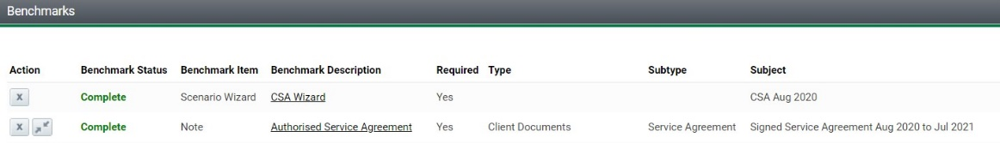 Benchmarks
Action Benchmark Status Benchmark Item Benchmark Description Required Type Subtype Subject
X Complete Scenario Wizard CSA Wizard Yes CSA Aug 2020
X Complete Note Authorised Service Agreement Yes Client Documents Service Agreement Signed Service Agreement Aug 2020 to Jul 2021